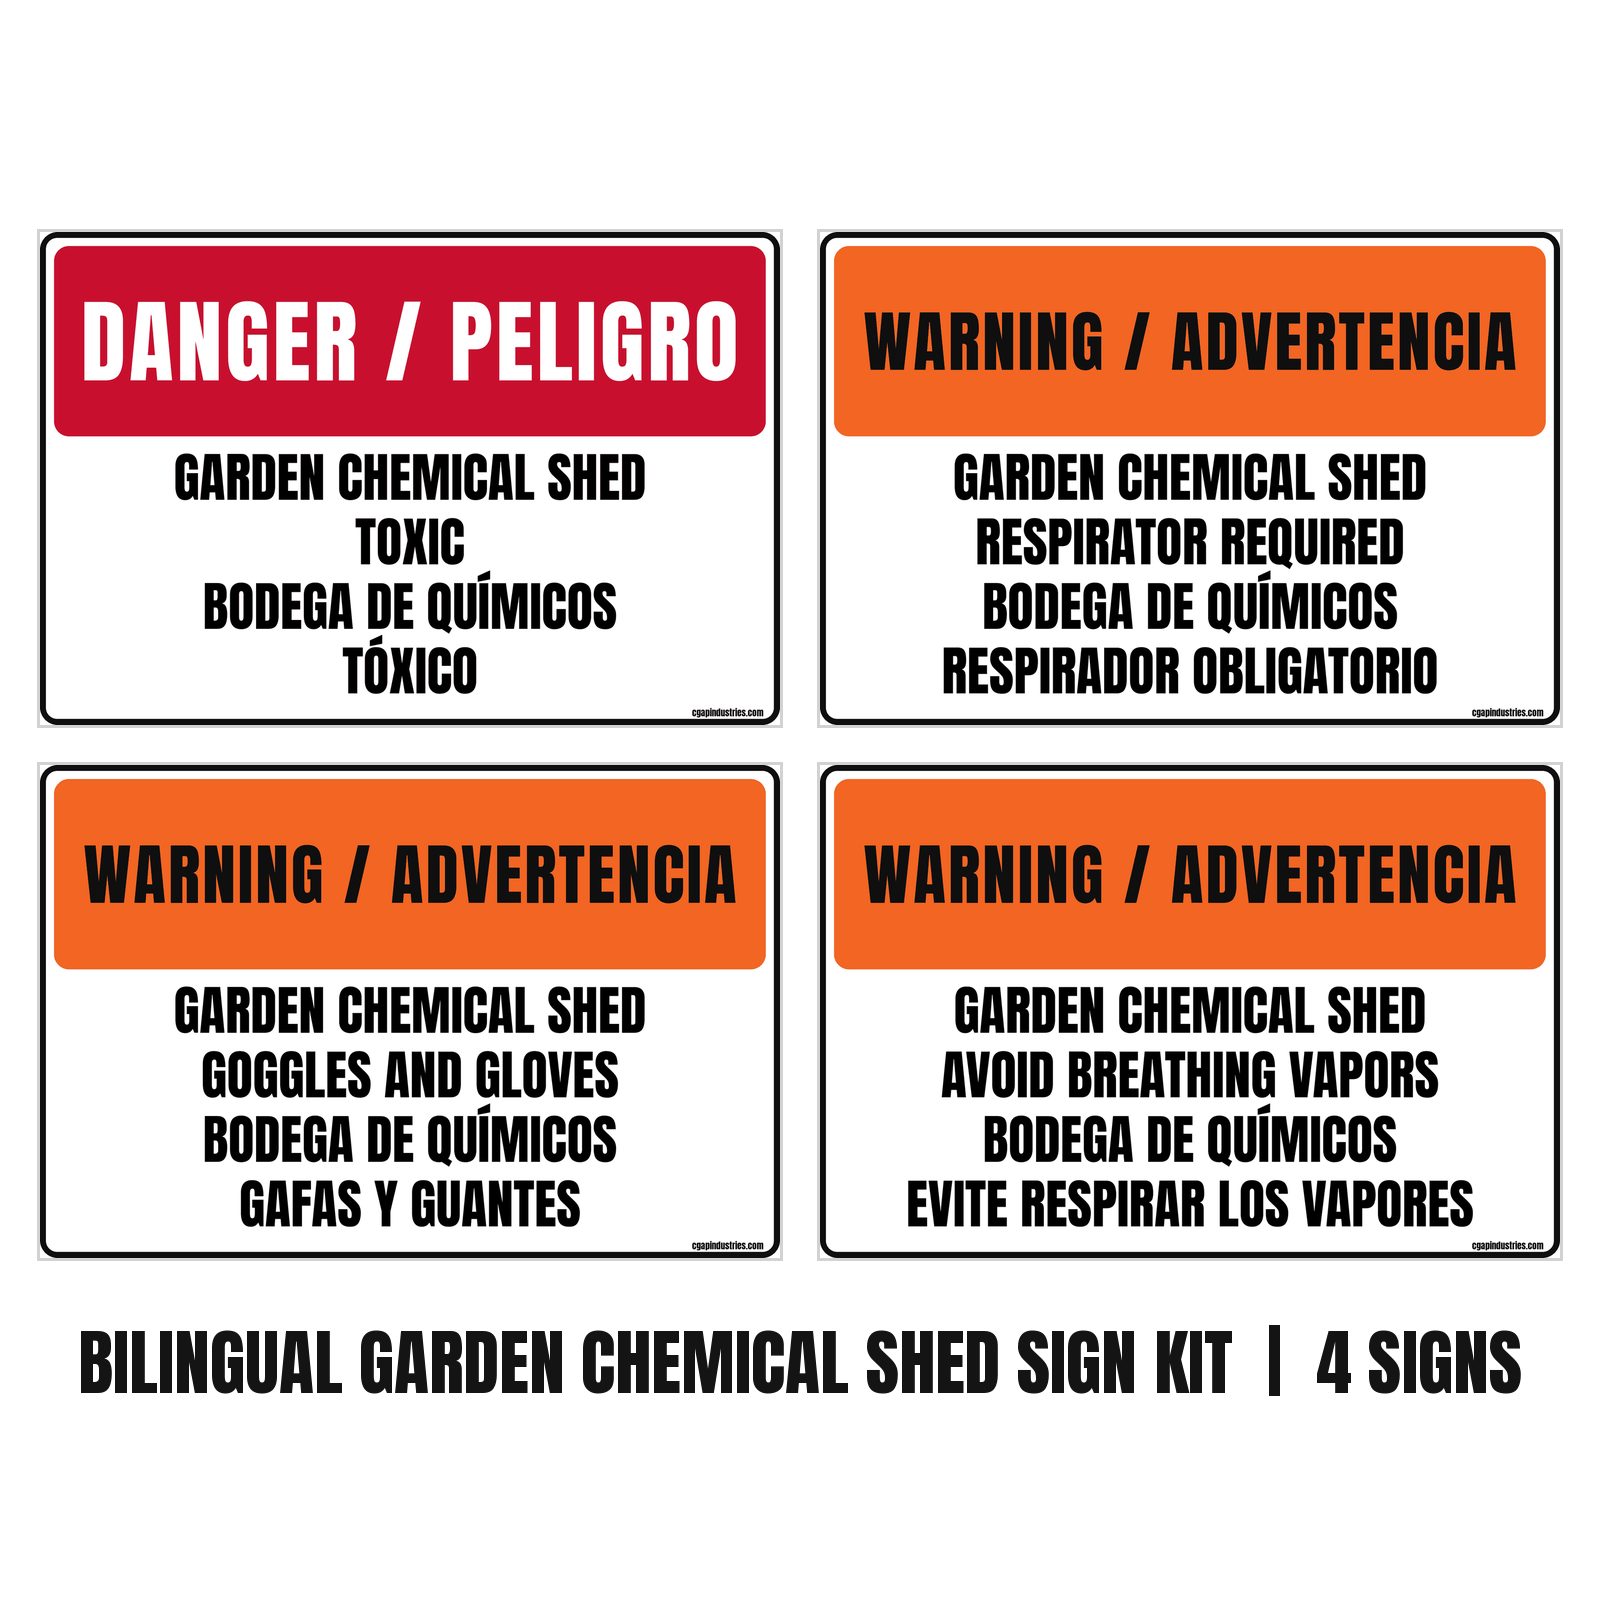 DANGER / PELIGRO
GARDEN CHEMICAL SHED
TOXIC
BODEGA DE QUÍMICOS
TÓXICO
cgapindustries.com
WARNING / ADVERTENCIA
GARDEN CHEMICAL SHED
RESPIRATOR REQUIRED
BODEGA DE QUÍMICOS
RESPIRADOR OBLIGATORIO
cgapindustries.com
WARNING / ADVERTENCIA
GARDEN CHEMICAL SHED
GOGGLES AND GLOVES
BODEGA DE QUÍMICOS
GAFAS Y GUANTES
cgapindustries.com
WARNING / ADVERTENCIA
GARDEN CHEMICAL SHED
AVOID BREATHING VAPORS
BODEGA DE QUÍMICOS
EVITE RESPIRAR LOS VAPORES
cgapindustries.com
BILINGUAL GARDEN CHEMICAL SHED SIGN KIT | 4 SIGNS